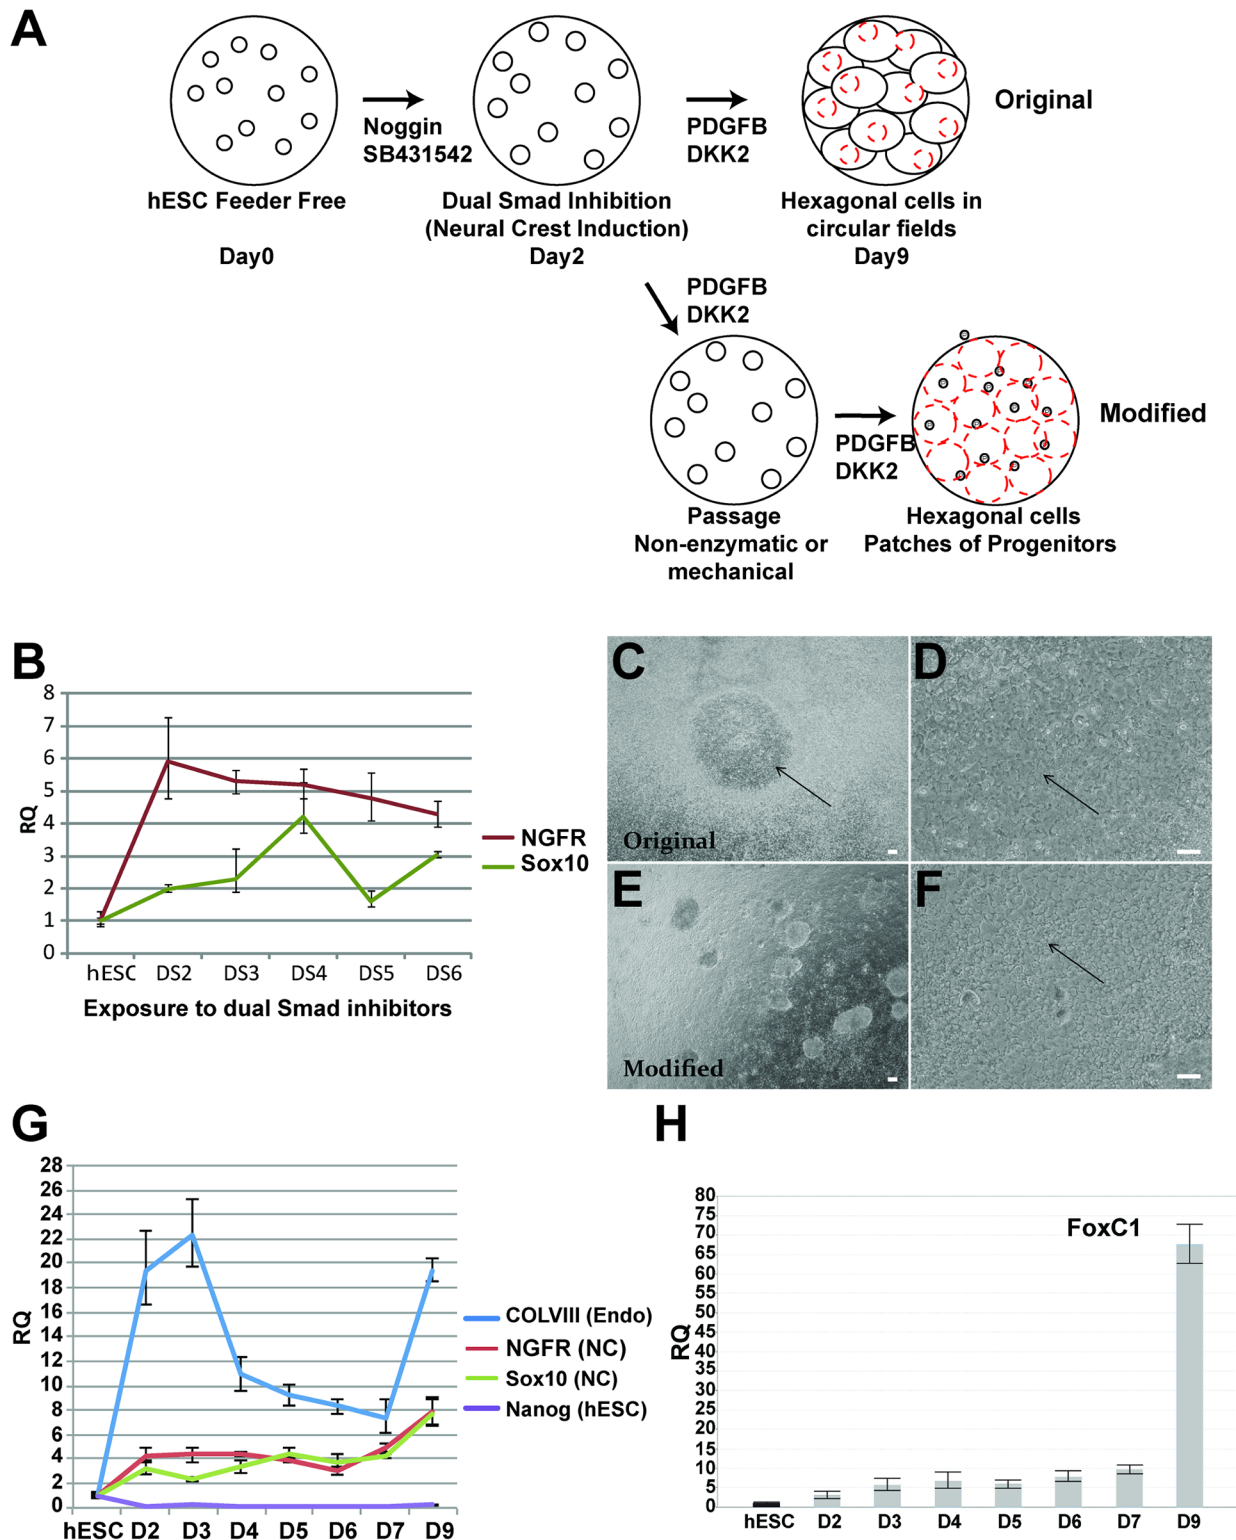 A
Noggin
SB431542
PDGFB
DKK2
Original
hESC Feeder Free
Day0
Dual Smad Inhibition
(Neural Crest Induction)
Day2
Hexagonal cells in
circular fields
Day9
PDGFB
DKK2
PDGFB
DKK2
Modified
Passage
Non-enzymatic or
mechanical
Hexagonal cells
Patches of Progenitors
B
8
7
6
5
4
3
2
1
0
RQ
hESC DS2 DS3 DS4 DS5 DS6
Exposure to dual Smad inhibitors
NGFR
Sox10
C
Original
D
E
Modified
F
G
28
26
24
22
20
18
16
14
12
10
8
6
4
2
0
RQ
hESC D2 D3 D4 D5 D6 D7 D9
COLVIII (Endo)
NGFR (NC)
Sox10 (NC)
Nanog (hESC)
H
80
75
70
65
60
55
50
45
40
35
30
25
20
15
10
5
0
RQ
FoxC1
hESC D2 D3 D4 D5 D6 D7 D9